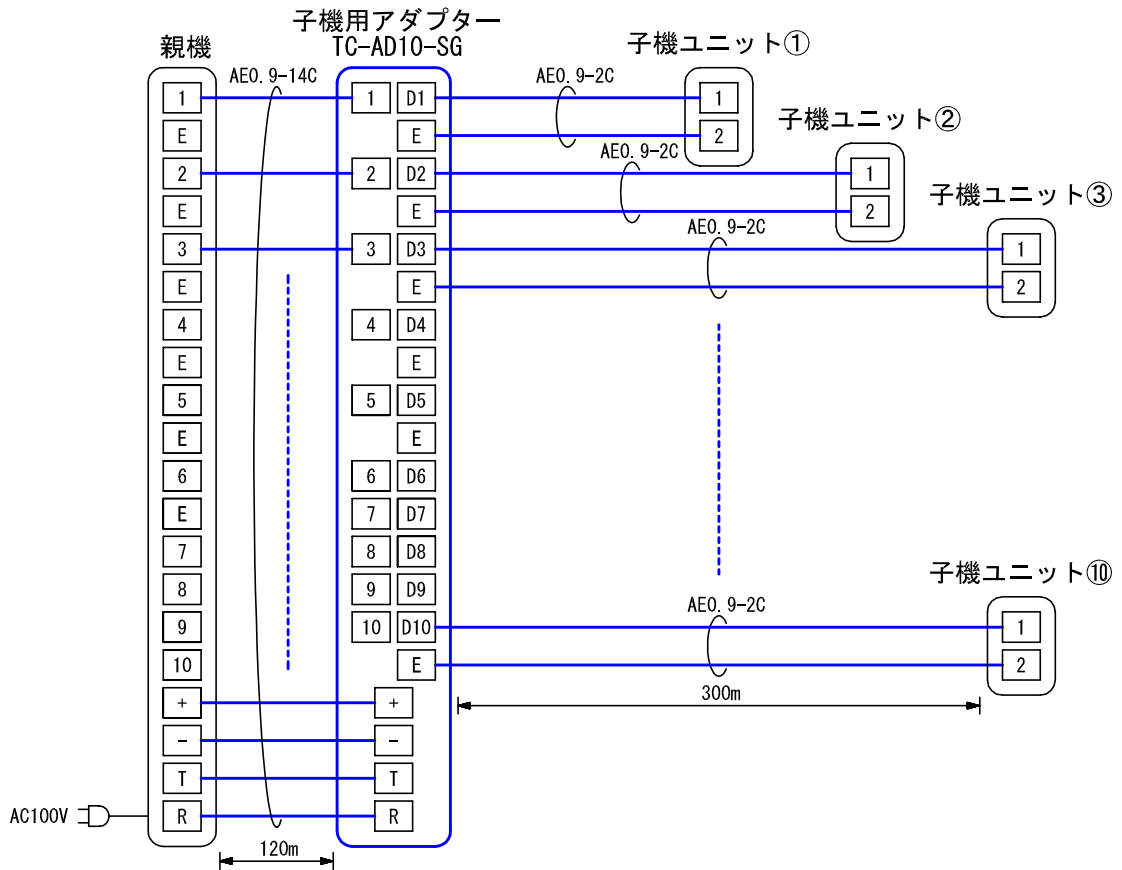 子機用アダプター
TC-AD10-SG
親機
子機ユニット①
AE0.9-14C
AE0.9-2C
1
1
D1
1
E
E
2
子機ユニット②
AE0.9-2C
2
2
D2
1
E
E
2
子機ユニット③
AE0.9-2C
3
3
D3
1
E
E
2
4
4
D4
E
E
5
5
D5
E
E
6
6
D6
E
7
D7
7
8
D8
8
9
D9
子機ユニット⑩
AE0.9-2C
9
10
D10
1
10
E
2
300m
+
+
-
-
T
T
AC100V
R
R
120m